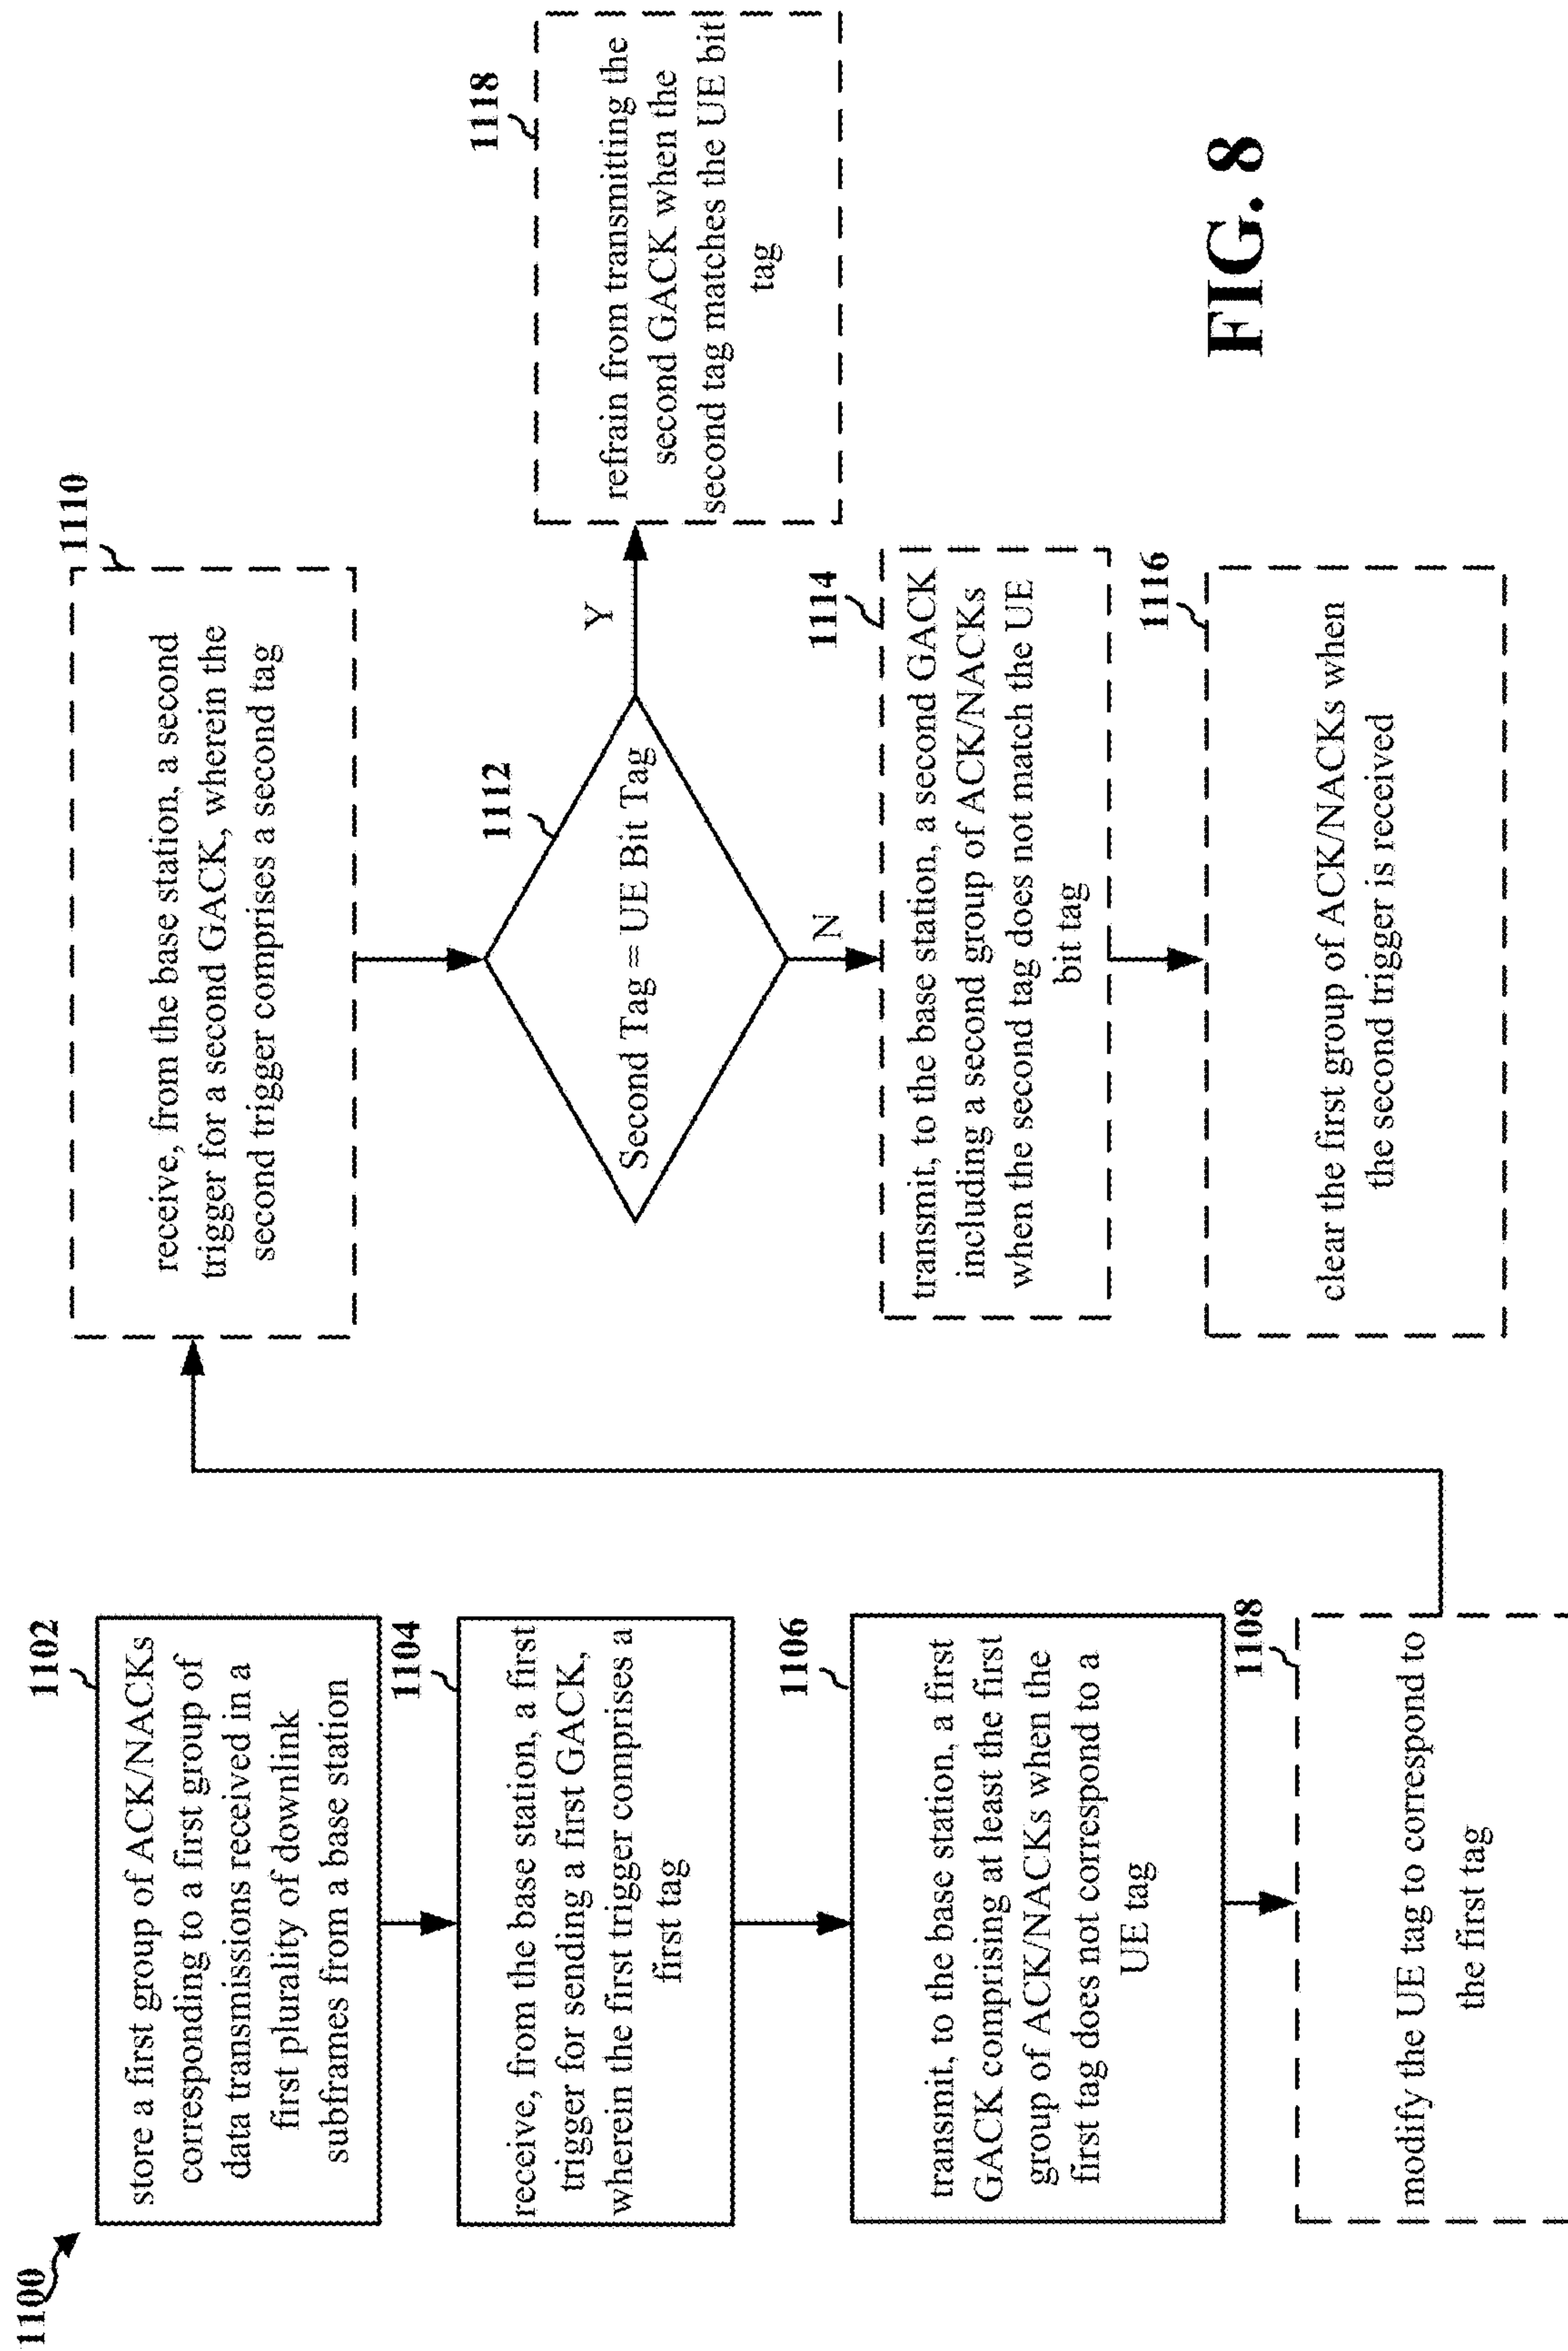 1100
1102
store a first group of ACK/NACKs
corresponding to a first group of
data transmissions received in a
first plurality of downlink
subframes from a base station
1104
receive, from the base station, a first
trigger for sending a first GACK,
wherein the first trigger comprises a
first tag
1106
transmit, to the base station, a first
GACK comprising at least the first
group of ACK/NACKs when the
first tag does not correspond to a
UE tag
1108
modify the UE tag to correspond to
the first tag
1110
receive, from the base station, a second
trigger for a second GACK, wherein the
second trigger comprises a second tag
1112
Second Tag = UE Bit Tag
Y
N
1114
transmit, to the base station, a second GACK
including a second group of ACK/NACKs
when the second tag does not match the UE
bit tag
1116
clear the first group of ACK/NACKs when
the second trigger is received
1118
refrain from transmitting the
second GACK when the
second tag matches the UE bit
tag
FIG. 8